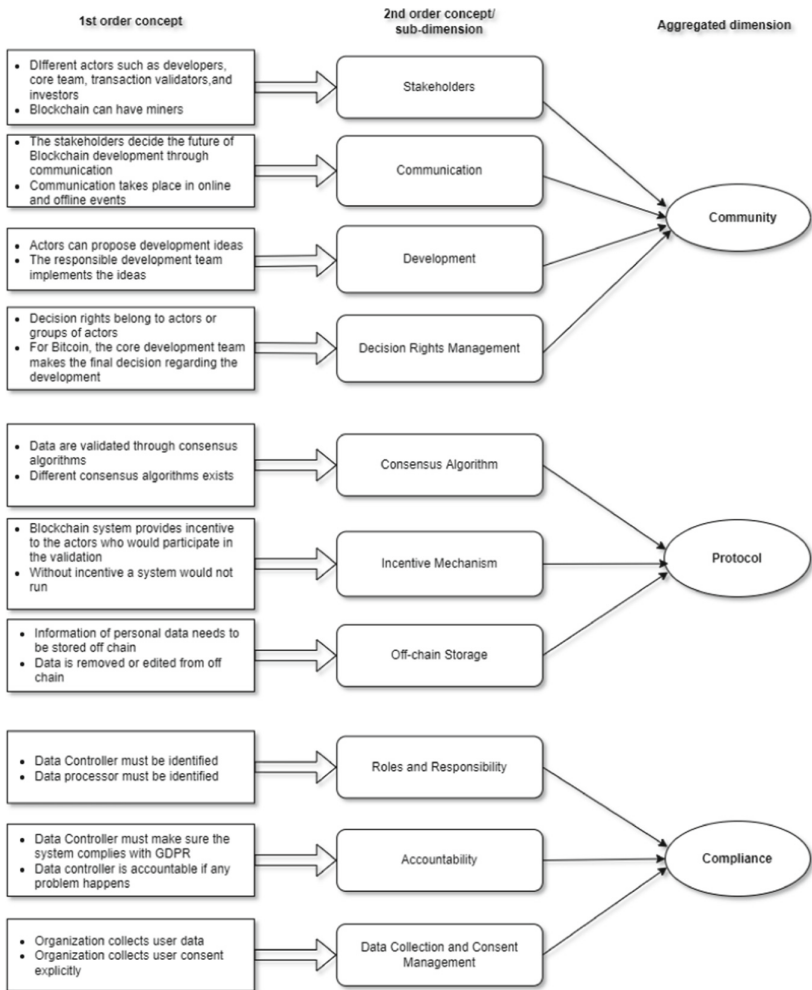 1st order concept
2nd order concept/
sub-dimension
Aggregated dimension
• DIfferent actors such as developers,
core team, transaction validators,and
investors
• Blockchain can have miners
Stakeholders
• The stakeholders decide the future of
Blockchain development through
communication
• Communication takes place in online
and offline events
Communication
Community
• Actors can propose development ideas
• The responsible development team
implements the ideas
Development
• Decision rights belong to actors or
groups of actors
• For Bitcoin, the core development team
makes the final decision regarding the
development
Decision Rights Management
• Data are validated through consensus
algorithms
• Different consensus algorithms exists
Consensus Algorithm
• Blockchain system provides incentive
to the actors who would participate in
the validation
• Without incentive a system would not
run
Incentive Mechanism
Protocol
• Information of personal data needs to
be stored off chain
• Data is removed or edited from off
chain
Off-chain Storage
• Data Controller must be identified
• Data processor must be identified
Roles and Responsibility
• Data Controller must make sure the
system complies with GDPR
• Data controller is accountable if any
problem happens
Accountability
Compliance
• Organization collects user data
• Organization collects user consent
explicitly
Data Collection and Consent
Management